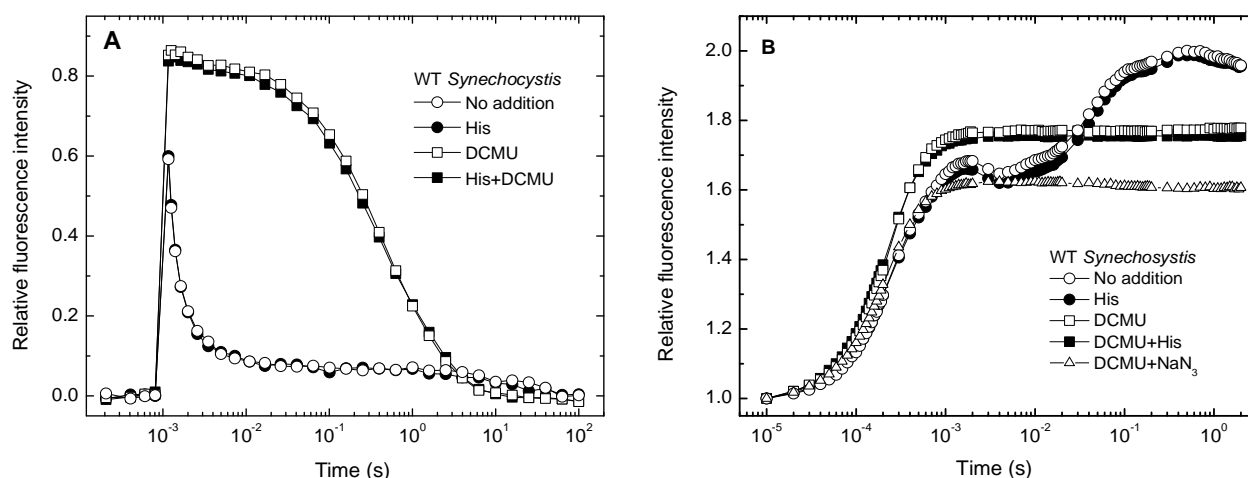 A
WT Synechocystis
No addition
His
DCMU
His+DCMU
Relative fluorescence intensity
0.8
0.6
0.4
0.2
0.0
10-3
10-2
10-1
100
101
102
Time (s)
B
WT Synechosystis
No addition
His
DCMU
DCMU+His
DCMU+NaN3
Relative fluorescence intensity
2.0
1.8
1.6
1.4
1.2
1.0
10-5
10-4
10-3
10-2
10-1
100
Time (s)